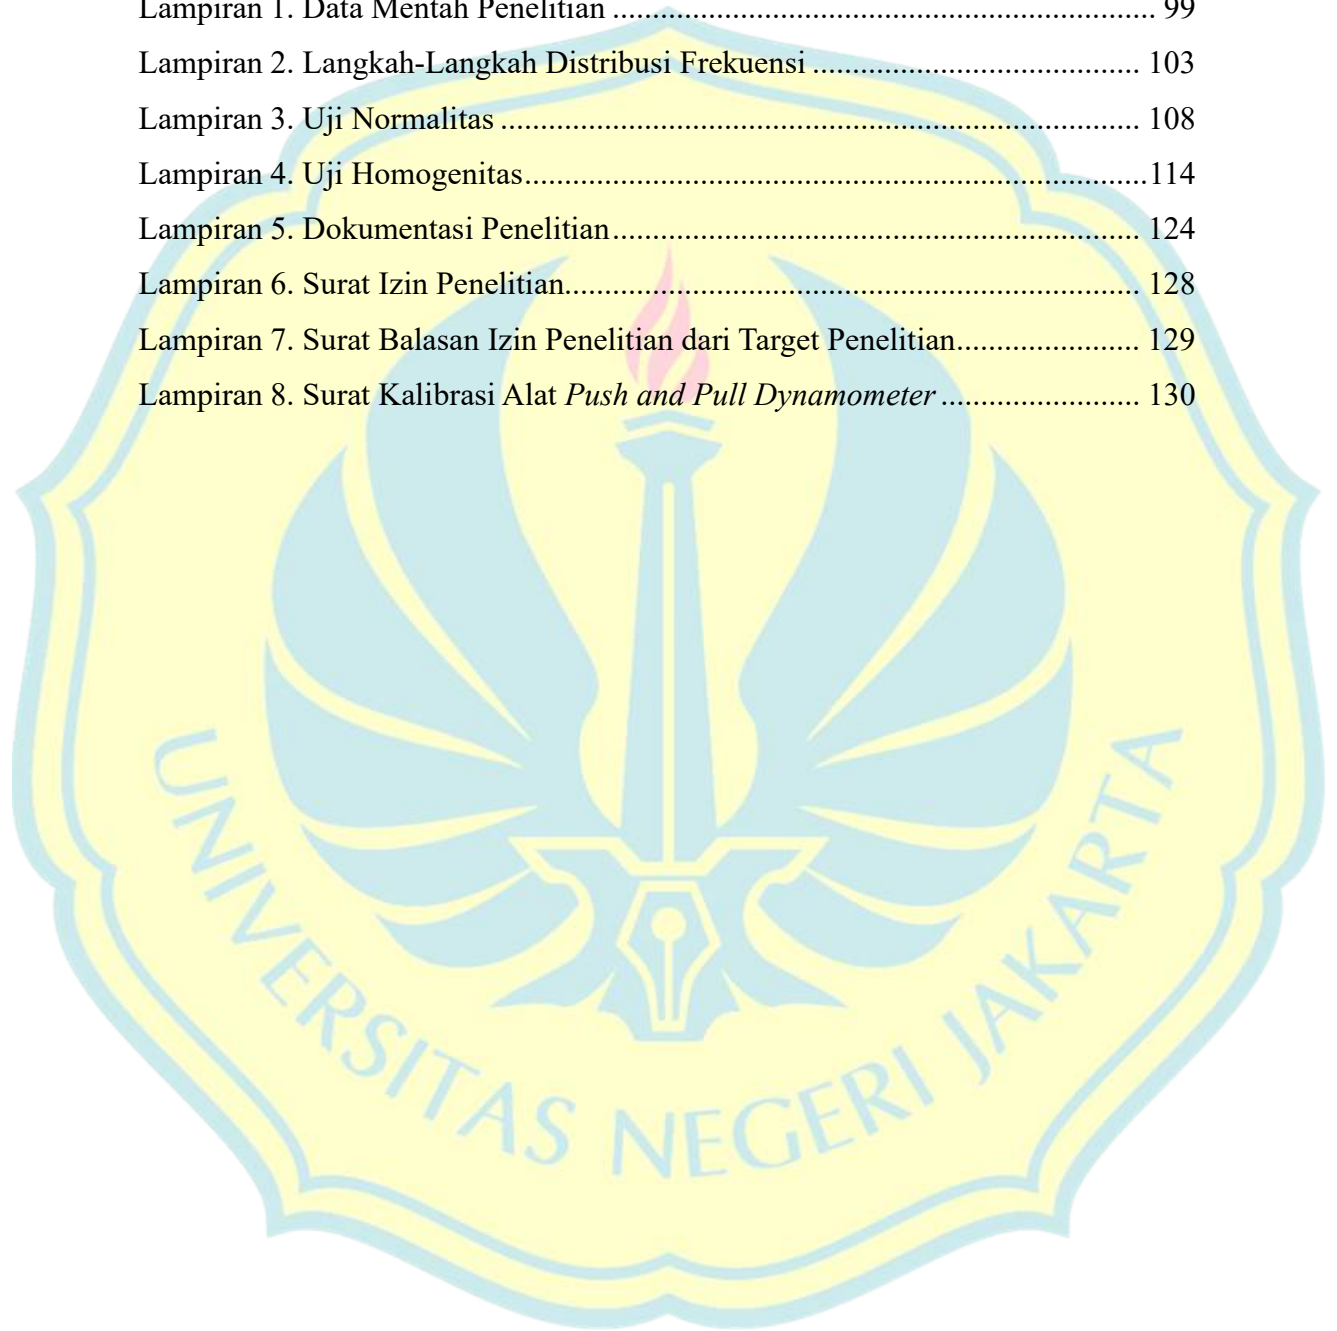 Lampiran 1. Data Mentah Penelitian .................................................................... 99
Lampiran 2. Langkah-Langkah Distribusi Frekuensi ......................................... 103
Lampiran 3. Uji Normalitas ................................................................................ 108
Lampiran 4. Uji Homogenitas..............................................................................114
Lampiran 5. Dokumentasi Penelitian.................................................................. 124
Lampiran 6. Surat Izin Penelitian........................................................................ 128
Lampiran 7. Surat Balasan Izin Penelitian dari Target Penelitian....................... 129
Lampiran 8. Surat Kalibrasi Alat Push and Pull Dynamometer ......................... 130
UNIVERSITAS NEGERI JAKARTA